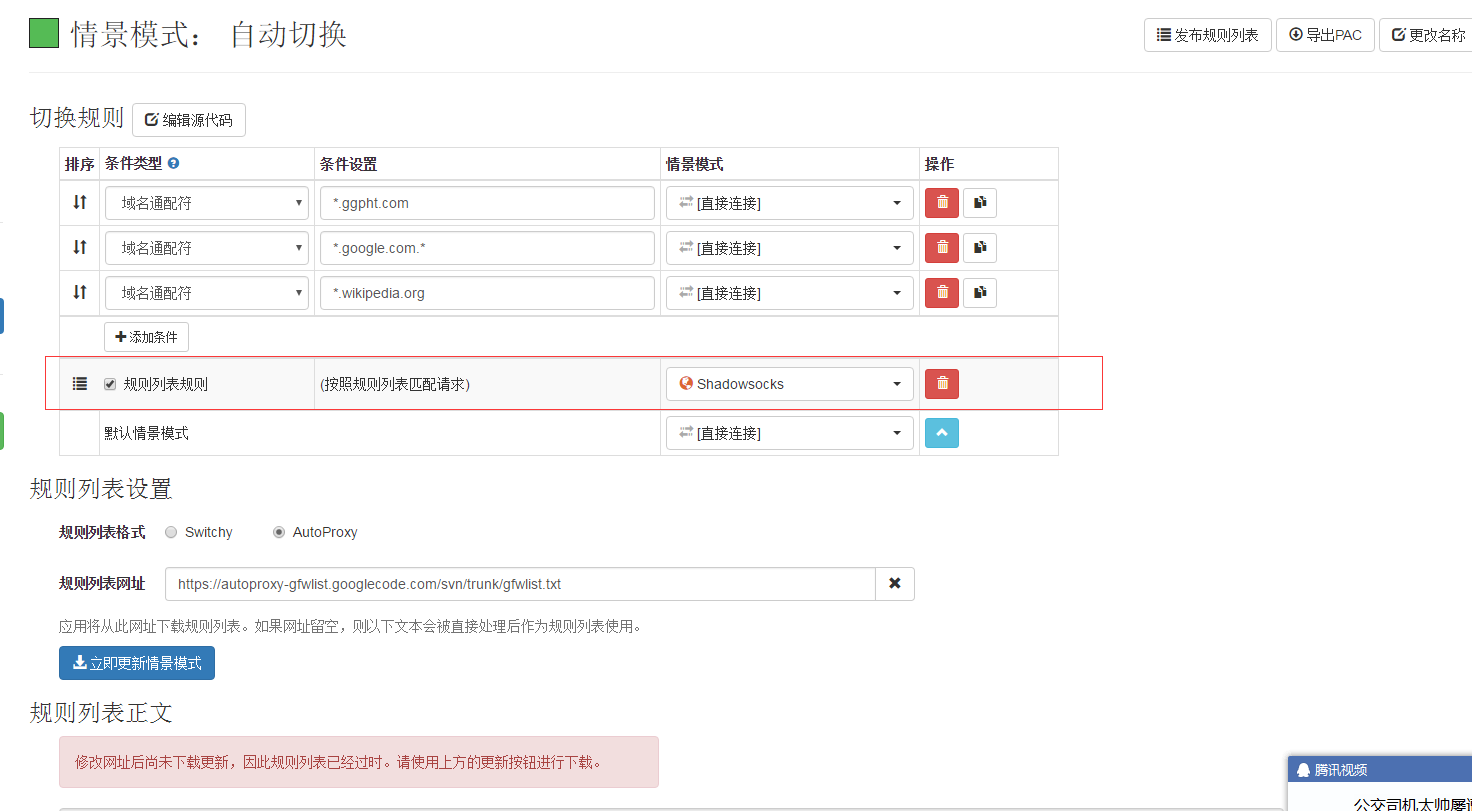 情景模式： 自动切换
发布规则列表 导出PAC 更改名称
切换规则 编辑源代码
排序 条件类型 条件设置 情景模式 操作
域名通配符 *.ggpht.com [直接连接]
域名通配符 *.google.com.* [直接连接]
域名通配符 *.wikipedia.org [直接连接]
添加条件
规则列表规则 (按照规则列表匹配请求) Shadowsocks
默认情景模式 [直接连接]
规则列表设置
规则列表格式 Switchy AutoProxy
规则列表网址 https://autoproxy-gfwlist.googlecode.com/svn/trunk/gfwlist.txt
应用将从此网址下载规则列表。如果网址留空，则以下文本会被直接处理后作为规则列表使用。
立即更新情景模式
规则列表正文
修改网址后尚未下载更新，因此规则列表已经过时。请使用上方的更新按钮进行下载。
腾讯视频
公交司机太帅屡